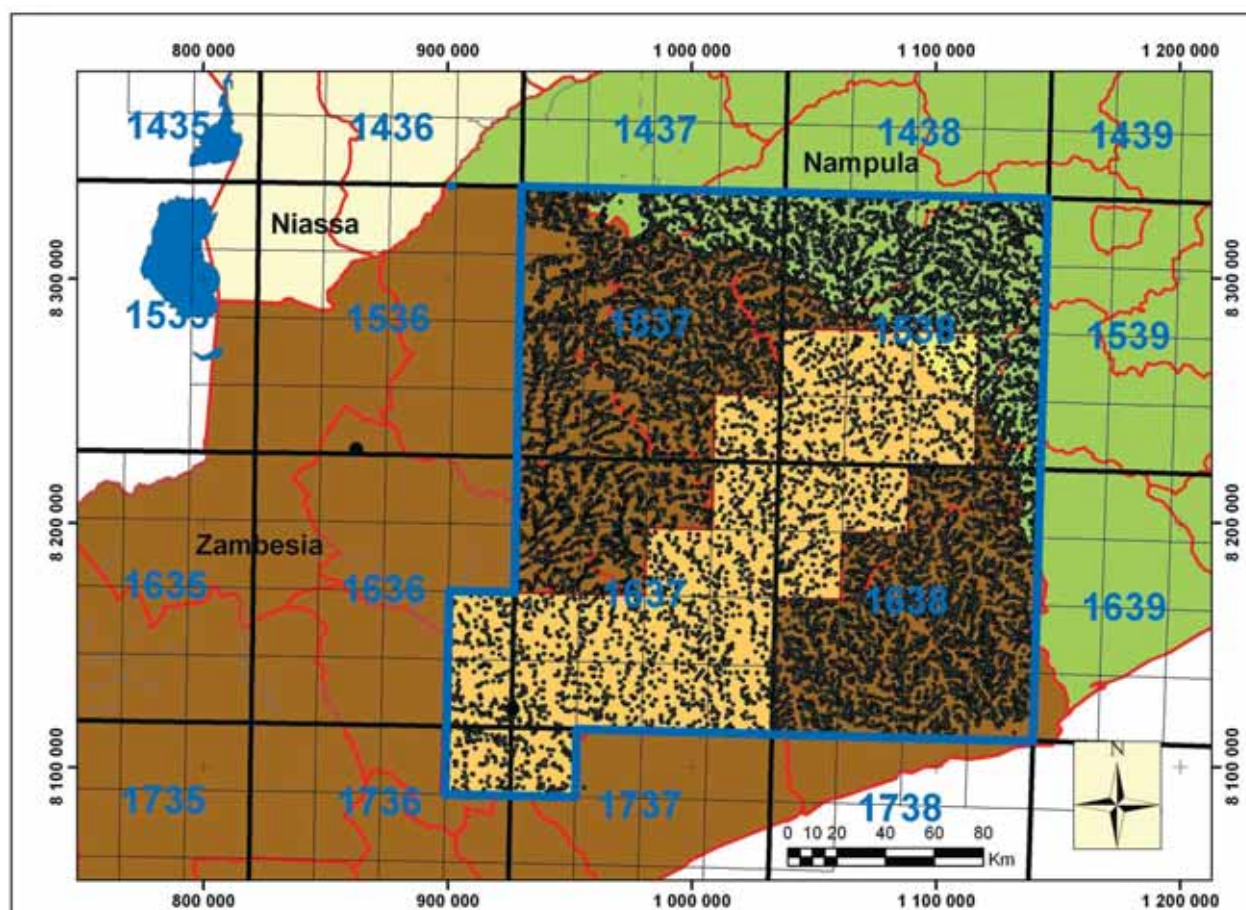 800 000 900 000 1 000 000 1 100 000 1 200 000
1435 1436 1437 1438 1439
Nampula
Niassa
8 300 000 8 300 000
1535 1536 1537 1538 1539
8 200 000 8 200 000
Zambesia
1635 1636 1637 1638 1639
8 100 000 8 100 000
N
1735 1736 1737 1738
0 10 20 40 60 80
Km
800 000 900 000 1 000 000 1 100 000 1 200 000